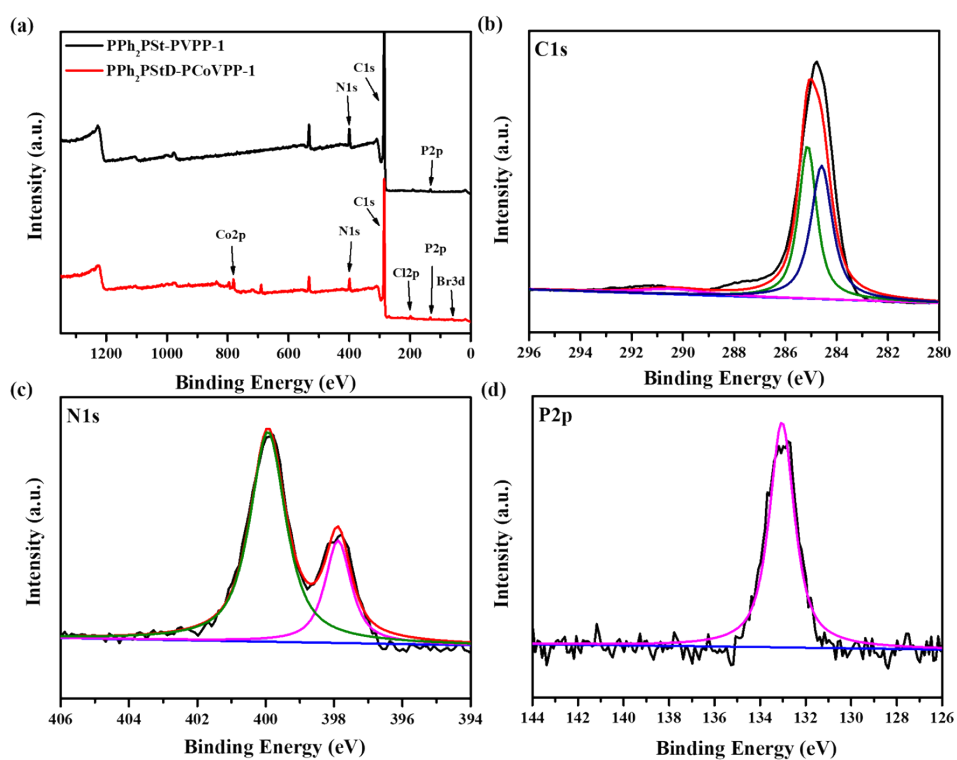 (a)
PPh₂PSt-PVPP-1
PPh₂PStD-PCoVPP-1
C1s
N1s
P2p
C1s
Co2p
N1s
P2p
Cl2p
Br3d
Intensity (a.u.)
1200 1000 800 600 400 200 0
Binding Energy (eV)
(b)
C1s
Intensity (a.u.)
296 294 292 290 288 286 284 282 280
Binding Energy (eV)
(c)
N1s
Intensity (a.u.)
406 404 402 400 398 396 394
Binding Energy (eV)
(d)
P2p
Intensity (a.u.)
144 142 140 138 136 134 132 130 128 126
Binding Energy (eV)